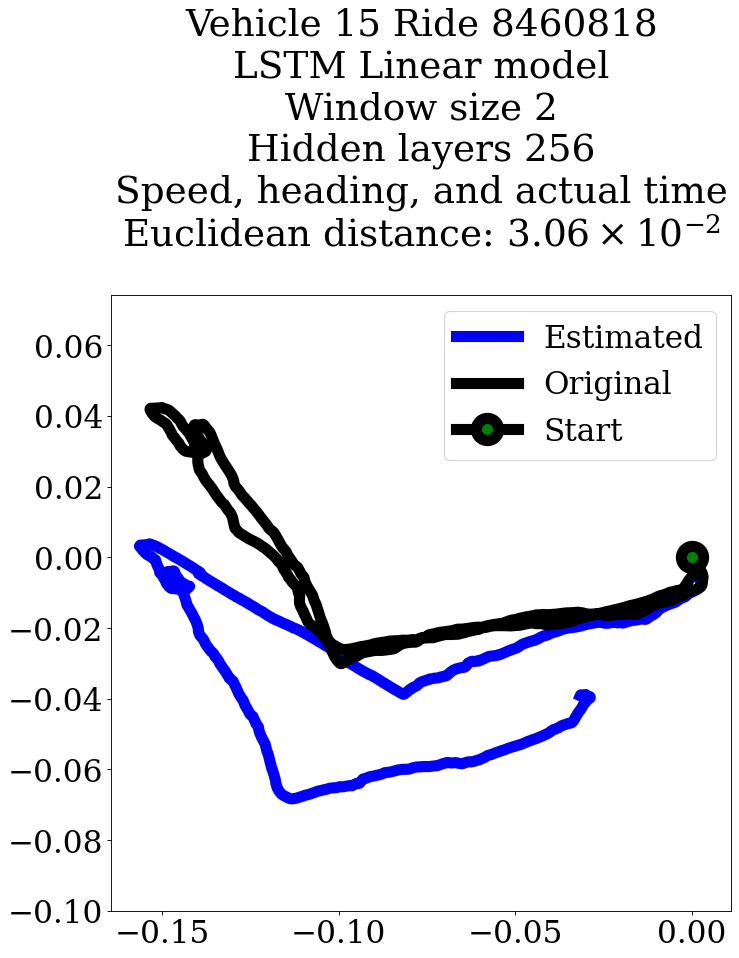 Vehicle 15 Ride 8460818
LSTM Linear model
Window size 2
Hidden layers 256
Speed, heading, and actual time
Euclidean distance: 3.06 × 10⁻²
Estimated
Original
Start
0.06
0.04
0.02
0.00
−0.02
−0.04
−0.06
−0.08
−0.10
−0.15 −0.10 −0.05 0.00